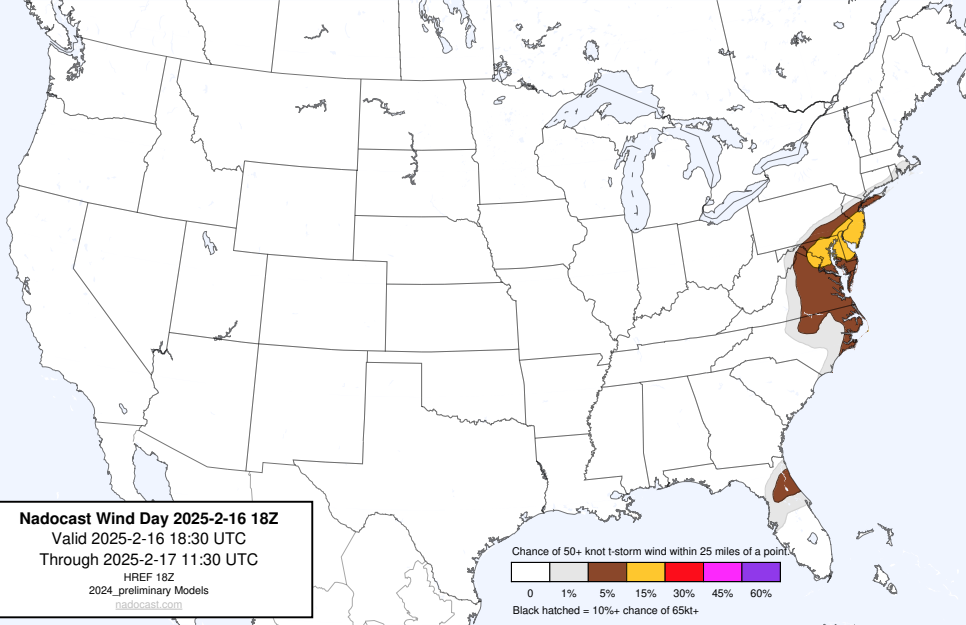 Nadocast Wind Day 2025-2-16 18Z
Valid 2025-2-16 18:30 UTC
Through 2025-2-17 11:30 UTC
HREF 18Z
2024_preliminary Models
nadocast.com
Chance of 50+ knot t-storm wind within 25 miles of a point.
0 1% 5% 15% 30% 45% 60%
Black hatched = 10%+ chance of 65kt+